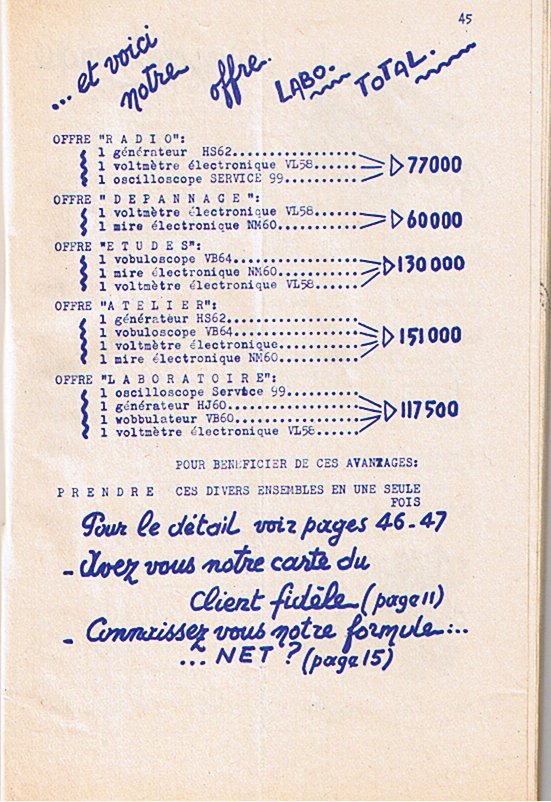 45
... et voici
notre offre. LABO. TOTAL.
OFFRE "R A D I O":
1 générateur HS62
1 voltmètre électronique VL58
1 oscilloscope SERVICE 99
77000
OFFRE " D E P A N N A G E ":
1 voltmètre électronique VL58
1 mire électronique NM60
60000
OFFRE "E T U D E S":
1 vobuloscope VB64
1 mire électronique NM60
1 voltmètre électronique VL58
130000
OFFRE "A T E L I E R":
1 générateur HS62
1 vobuloscope VB64
1 voltmètre électronique
1 mire électronique NM60
151000
OFFRE "L A B O R A T O I R E":
1 oscilloscope Service 99
1 générateur HJ60
1 wobbulateur VB60
1 voltmètre électronique VL58
117500
POUR BENEFICIER DE CES AVANTAGES:
P R E N D R E CES DIVERS ENSEMBLES EN UNE SEULE
FOIS
Pour le détail voir pages 46-47
- Avez vous notre carte du
Client fidèle (page 11)
- Connaissez vous notre formule...
... NET ? (page 15)